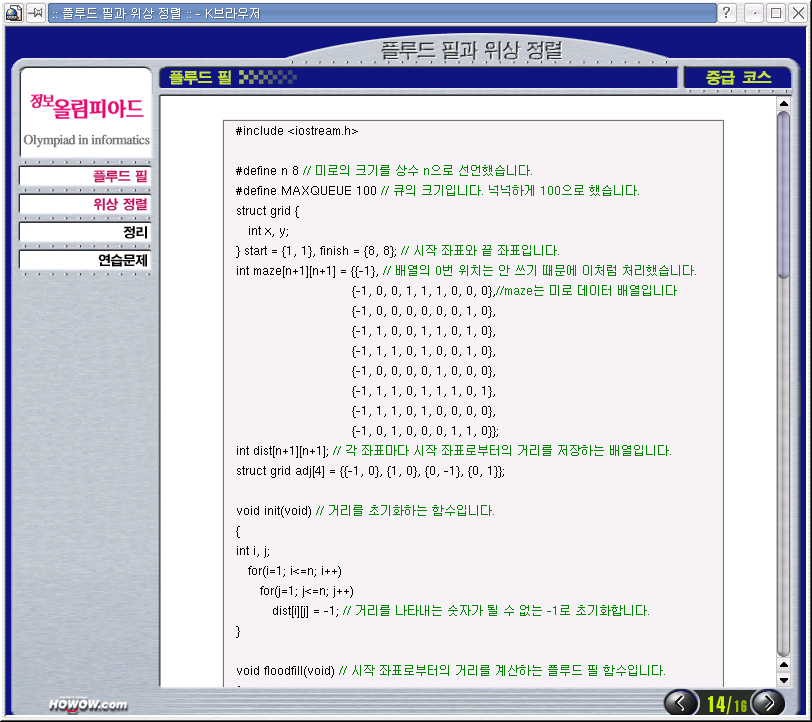 :: 플루드 필과 위상 정렬 :: - K브라우저
플루드 필과 위상 정렬
정보올림피아드
Olympiad in informatics
플루드 필
위상 정렬
정리
연습문제
플루드 필
중급 코스
#include <iostream.h>
#define n 8 // 미로의 크기를 상수 n으로 선언했습니다.
#define MAXQUEUE 100 // 큐의 크기입니다. 넉넉하게 100으로 했습니다.
struct grid {
int x, y;
} start = {1, 1}, finish = {8, 8}; // 시작 좌표와 끝 좌표입니다.
int maze[n+1][n+1] = {{-1}, // 배열의 0번 위치는 안 쓰기 때문에 이처럼 처리했습니다.
{-1, 0, 0, 1, 1, 1, 0, 0, 0},//maze는 미로 데이터 배열입니다
{-1, 0, 0, 0, 0, 0, 0, 1, 0},
{-1, 1, 0, 0, 1, 1, 0, 1, 0},
{-1, 1, 1, 0, 1, 0, 0, 1, 0},
{-1, 0, 0, 0, 0, 1, 0, 0, 0},
{-1, 1, 1, 0, 1, 1, 1, 0, 1},
{-1, 1, 1, 0, 1, 0, 0, 0, 0},
{-1, 0, 1, 0, 0, 0, 1, 1, 0}};
int dist[n+1][n+1]; // 각 좌표마다 시작 좌표로부터의 거리를 저장하는 배열입니다.
struct grid adj[4] = {{-1, 0}, {1, 0}, {0, -1}, {0, 1}};
void init(void) // 거리를 초기화하는 함수입니다.
{
int i, j;
for(i=1; i<=n; i++)
for(j=1; j<=n; j++)
dist[i][j] = -1; // 거리를 나타내는 숫자가 될 수 없는 -1로 초기화합니다.
}
void floodfill(void) // 시작 좌표로부터의 거리를 계산하는 플루드 필 함수입니다.
HOWOW.com
14/16